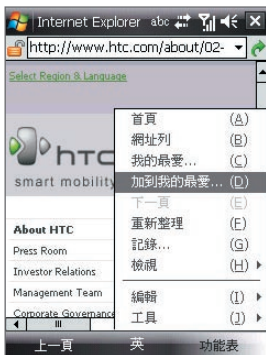 Internet Explorer abc
http://www.htc.com/about/02-
Select Region & Language
hTC
smart mobility
About HTC
Press Room
Investor Relations
Management Team
Corporate Governance
首頁 (A)
網址列 (B)
我的最愛... (C)
加到我的最愛... (D)
下一頁 (E)
重新整理 (F)
記錄... (G)
檢視 (H)
編輯 (I)
工具 (J)
上一頁 英 功能表